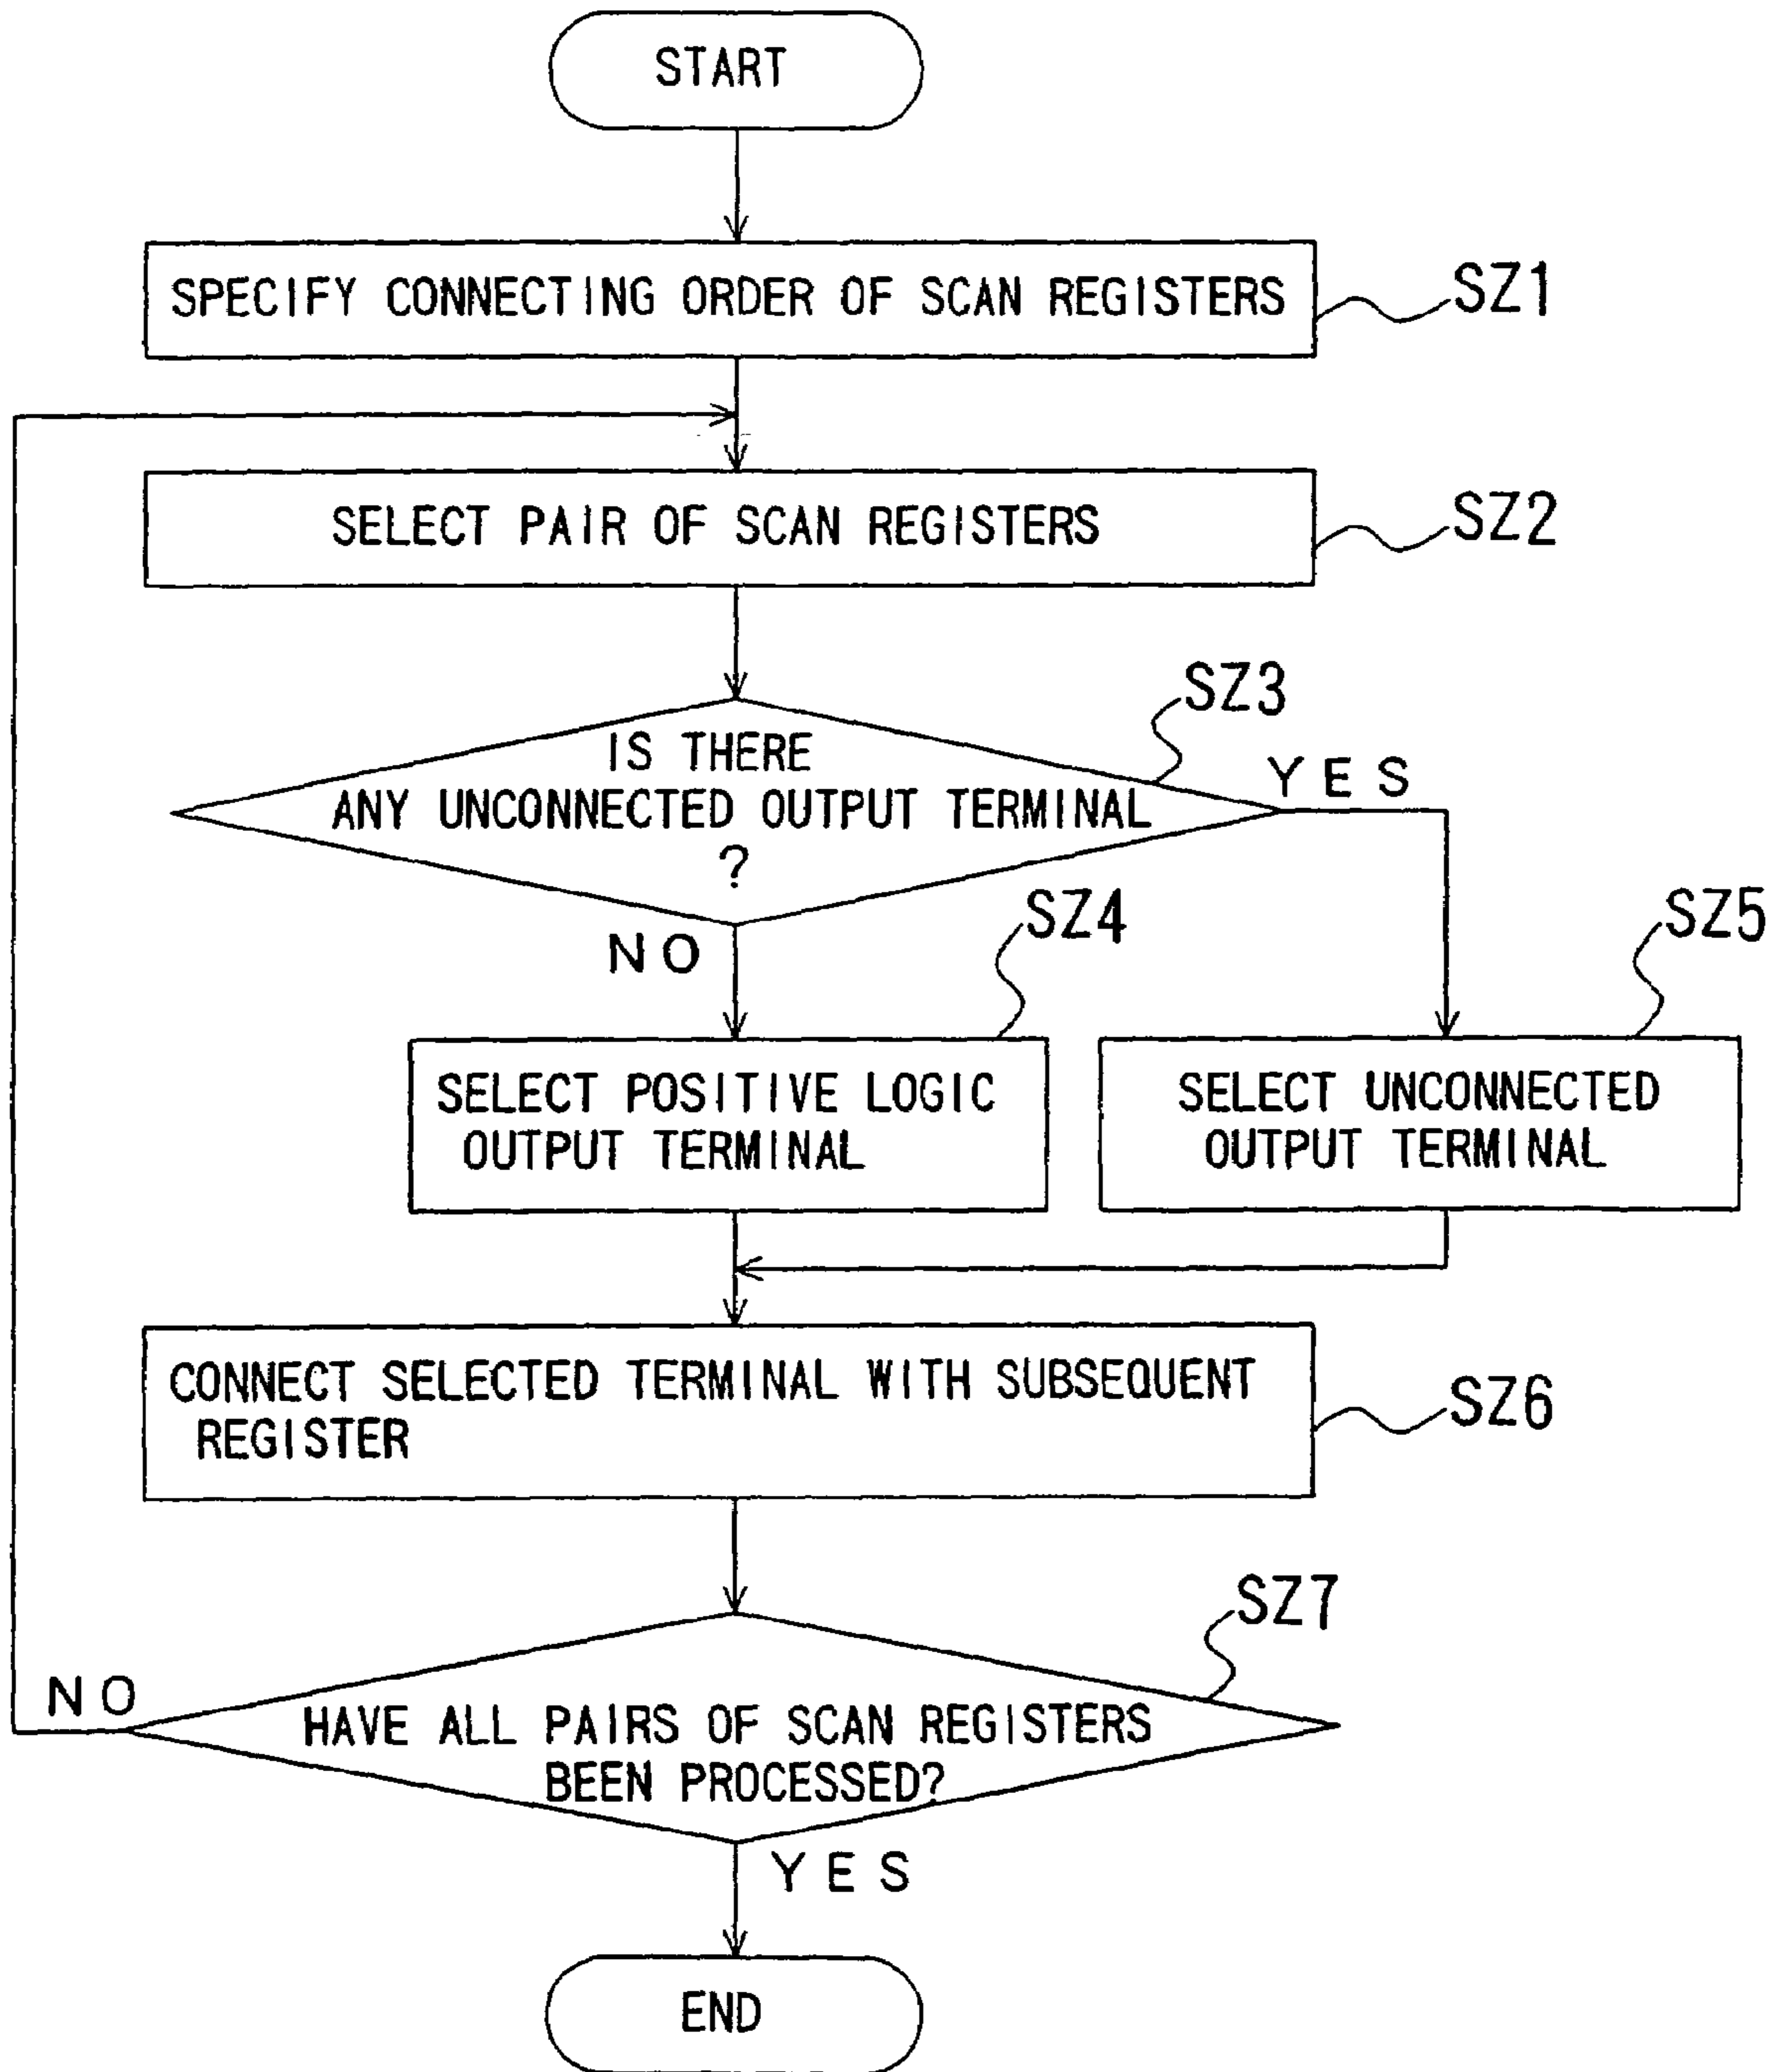 START
SPECIFY CONNECTING ORDER OF SCAN REGISTERS
SZ1
SELECT PAIR OF SCAN REGISTERS
SZ2
SZ3
IS THERE
ANY UNCONNECTED OUTPUT TERMINAL
?
YES
NO
SZ4
SZ5
SELECT POSITIVE LOGIC
OUTPUT TERMINAL
SELECT UNCONNECTED
OUTPUT TERMINAL
CONNECT SELECTED TERMINAL WITH SUBSEQUENT
REGISTER
SZ6
SZ7
NO
HAVE ALL PAIRS OF SCAN REGISTERS
BEEN PROCESSED?
YES
END